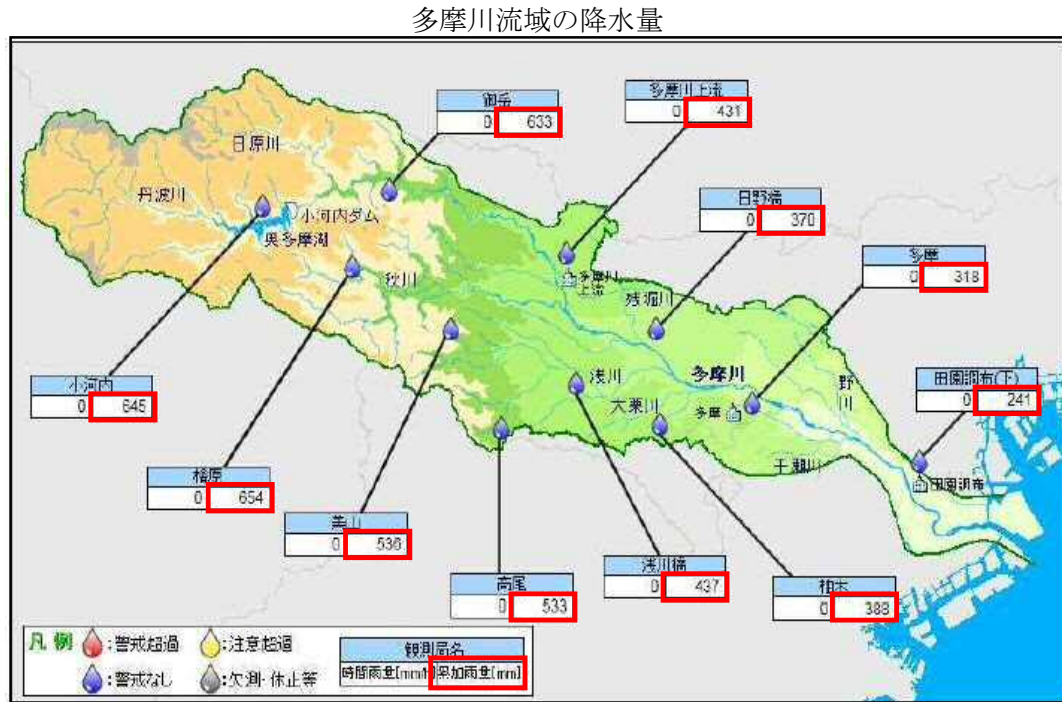 多摩川流域の降水量
御岳
0 633
多摩川上流
0 431
日原川
丹波川
小河内ダム
奥多摩湖
日野橋
0 370
多摩
0 318
秋川
多摩川
上流
残堀川
小河内
0 645
浅川
多摩川
野川
田園調布(下)
0 241
大栗川
多摩
檜原
0 654
平瀬川
田園調布
美山
0 536
高尾
0 533
浅川橋
0 437
柚木
0 388
凡例
:警戒超過
:注意超過
:警戒なし
:欠測・休止等
観測局名
時間雨量[mm/h]
累加雨量[mm]